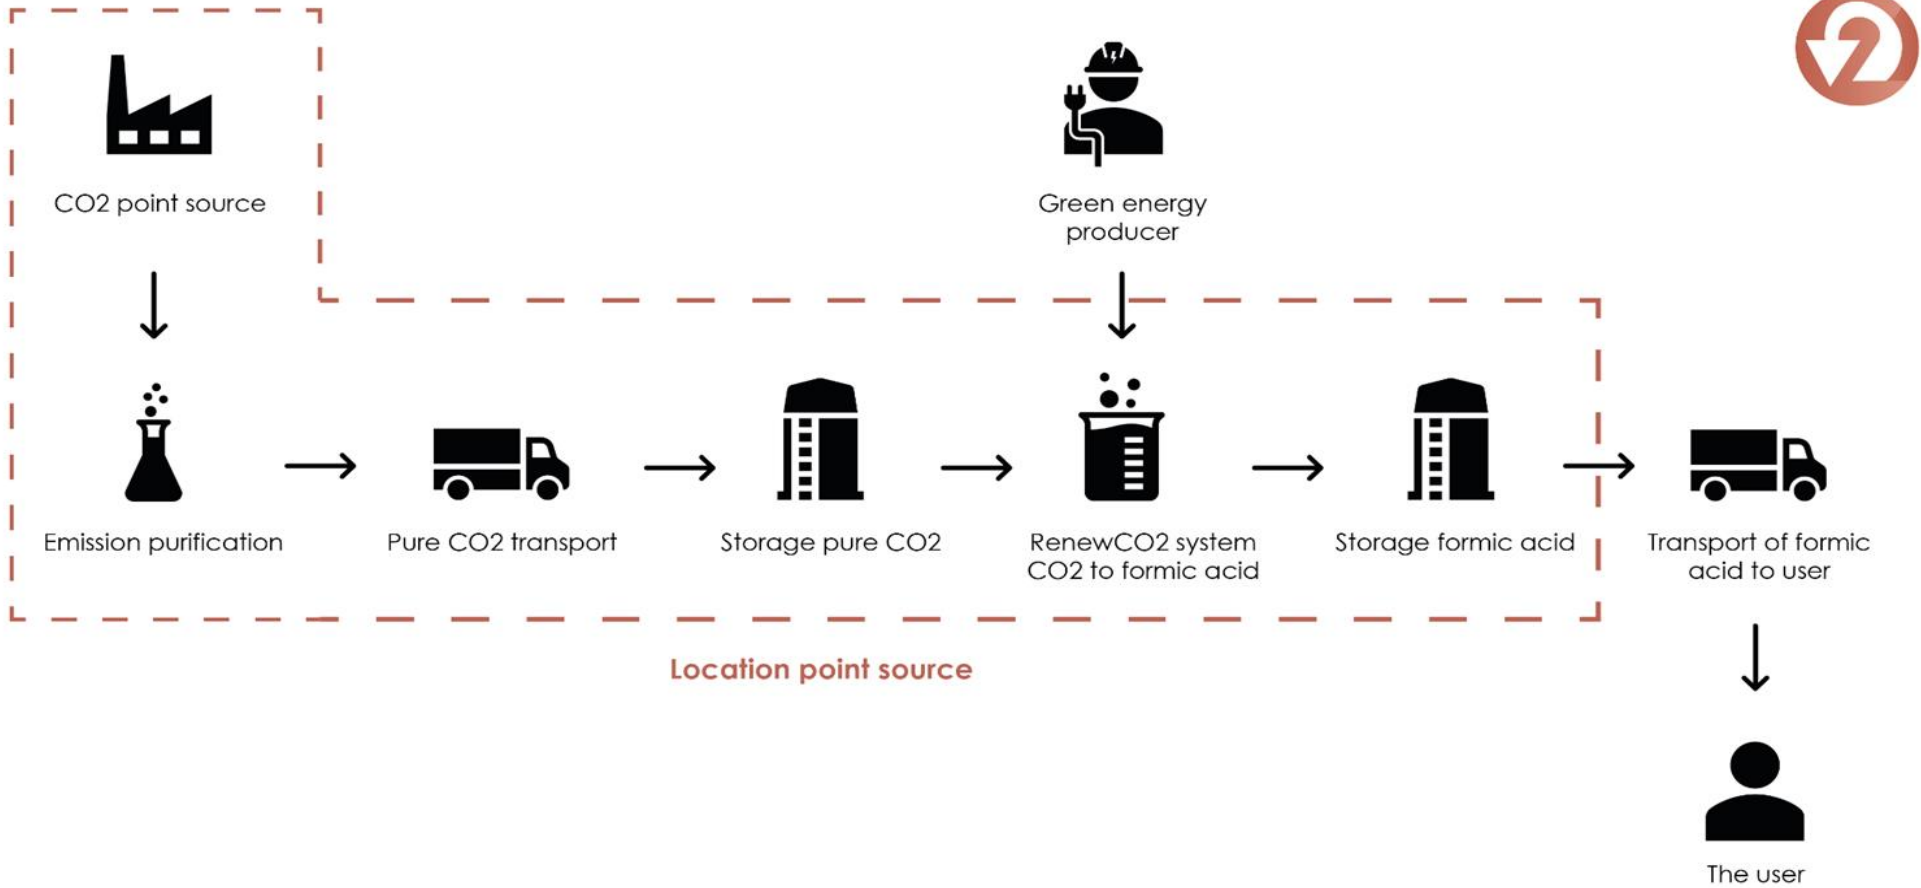 CO2 point source
Green energy
producer
Emission purification
Pure CO2 transport
Storage pure CO2
RenewCO2 system
CO2 to formic acid
Storage formic acid
Transport of formic
acid to user
Location point source
The user
2